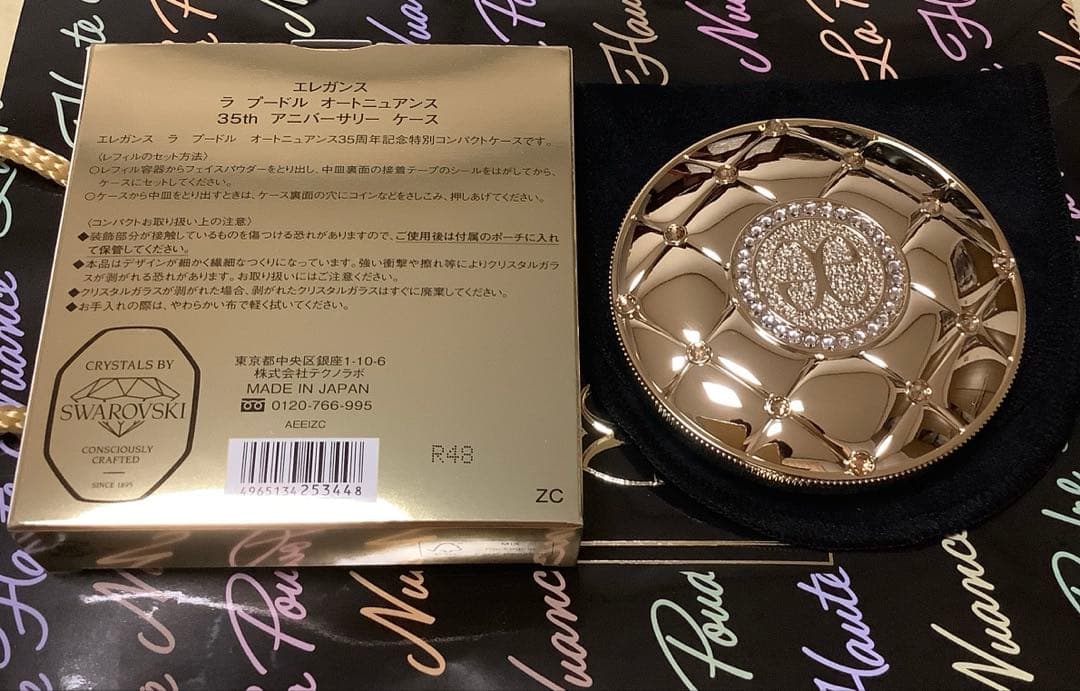 エレガンス
ラ プードル オートニュアンス
35th アニバーサリー ケース
エレガンス ラ プードル オートニュアンス35周年記念特別コンパクトケースです。
〈レフィルのセット方法〉
○レフィル容器からフェイスパウダーをとり出し、中皿裏面の接着テープのシールをはがしてから、
ケースにセットしてください。
○ケースから中皿をとり出すときは、ケース裏面の穴にコインなどをさしこみ、押しあげてください。
〈コンパクトお取り扱い上の注意〉
◆装飾部分が接触しているものを傷つける恐れがありますので、ご使用後は付属のポーチに入れ
て保管してください。
◆本品はデザインが細かく繊細なつくりになっています。強い衝撃や擦れ等によりクリスタルガラ
スが剥がれる恐れがあります。お取り扱いにはご注意ください。
◆クリスタルガラスが剥がれた場合、剥がれたクリスタルガラスはすぐに廃棄してください。
◆お手入れの際は、やわらかい布で軽く拭いてください。
CRYSTALS BY
SWAROVSKI
CONSCIOUSLY
CRAFTED
SINCE 1895
東京都中央区銀座1-10-6
株式会社テクノラボ
MADE IN JAPAN
0120-766-995
AEEIZC
4965134253448
R48
ZC
Haute
Nuance
La
Haute
Nuance
Poud
Haute
Nuance